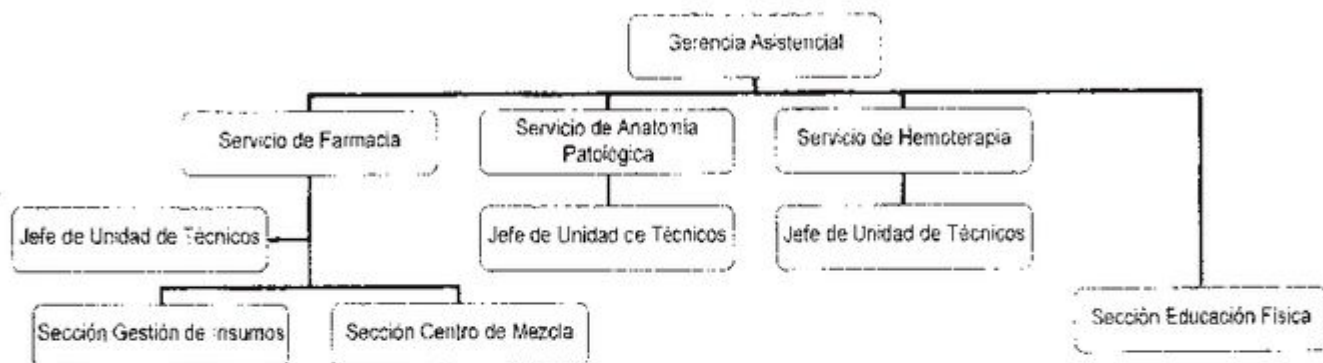 Gerencia Asistencial
Servicio de Farmacia
Servicio de Anatomía
Patológica
Servicio de Hemoterapia
Jefe de Unidad de Técnicos
Jefe de Unidad de Técnicos
Jefe de Unidad de Técnicos
Sección Gestión de Insumos
Sección Centro de Mezcla
Sección Educación Física